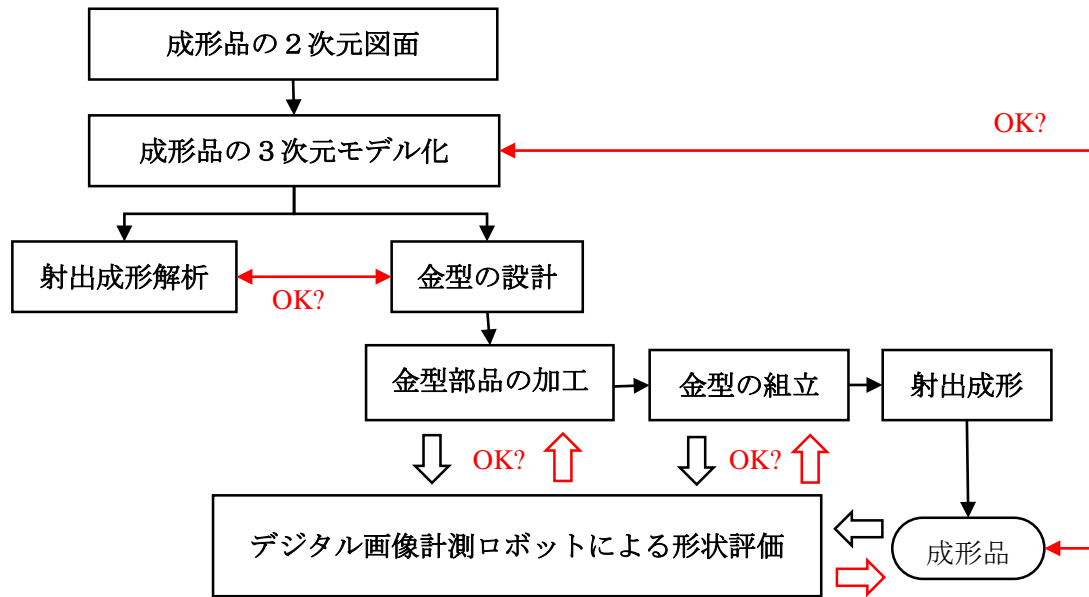 成形品の２次元図面
OK?
成形品の３次元モデル化
射出成形解析
OK?
金型の設計
金型部品の加工
金型の組立
射出成形
OK?
OK?
デジタル画像計測ロボットによる形状評価
成形品